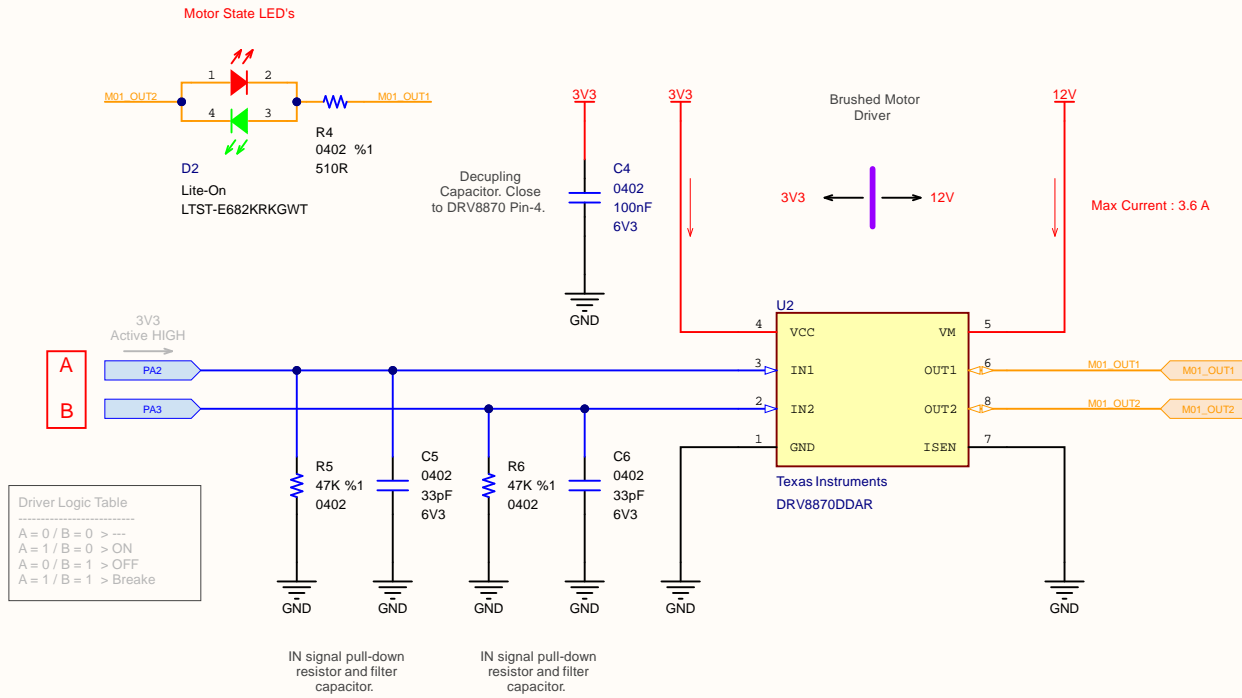 Motor State LED's
1
2
M01_OUT2
M01_OUT1
4
3
R4
0402 %1
510R
D2
Lite-On
LTST-E682KRKGWT
3V3
Decupling
Capacitor. Close
to DRV8870 Pin-4.
C4
0402
100nF
6V3
GND
3V3
Brushed Motor
Driver
12V
3V3
12V
Max Current : 3.6 A
3V3
Active HIGH
A
B
PA2
PA3
U2
4
VCC
VM
5
3
IN1
OUT1
6
M01_OUT1
M01_OUT1
2
IN2
OUT2
8
M01_OUT2
M01_OUT2
1
GND
ISEN
7
Texas Instruments
DRV8870DDAR
R5
47K %1
0402
C5
0402
33pF
6V3
R6
47K %1
0402
C6
0402
33pF
6V3
GND
GND
GND
GND
GND
GND
Driver Logic Table
--------------------------
A = 0 / B = 0 > ---
A = 1 / B = 0 > ON
A = 0 / B = 1 > OFF
A = 1 / B = 1 > Breake
IN signal pull-down
resistor and filter
capacitor.
IN signal pull-down
resistor and filter
capacitor.